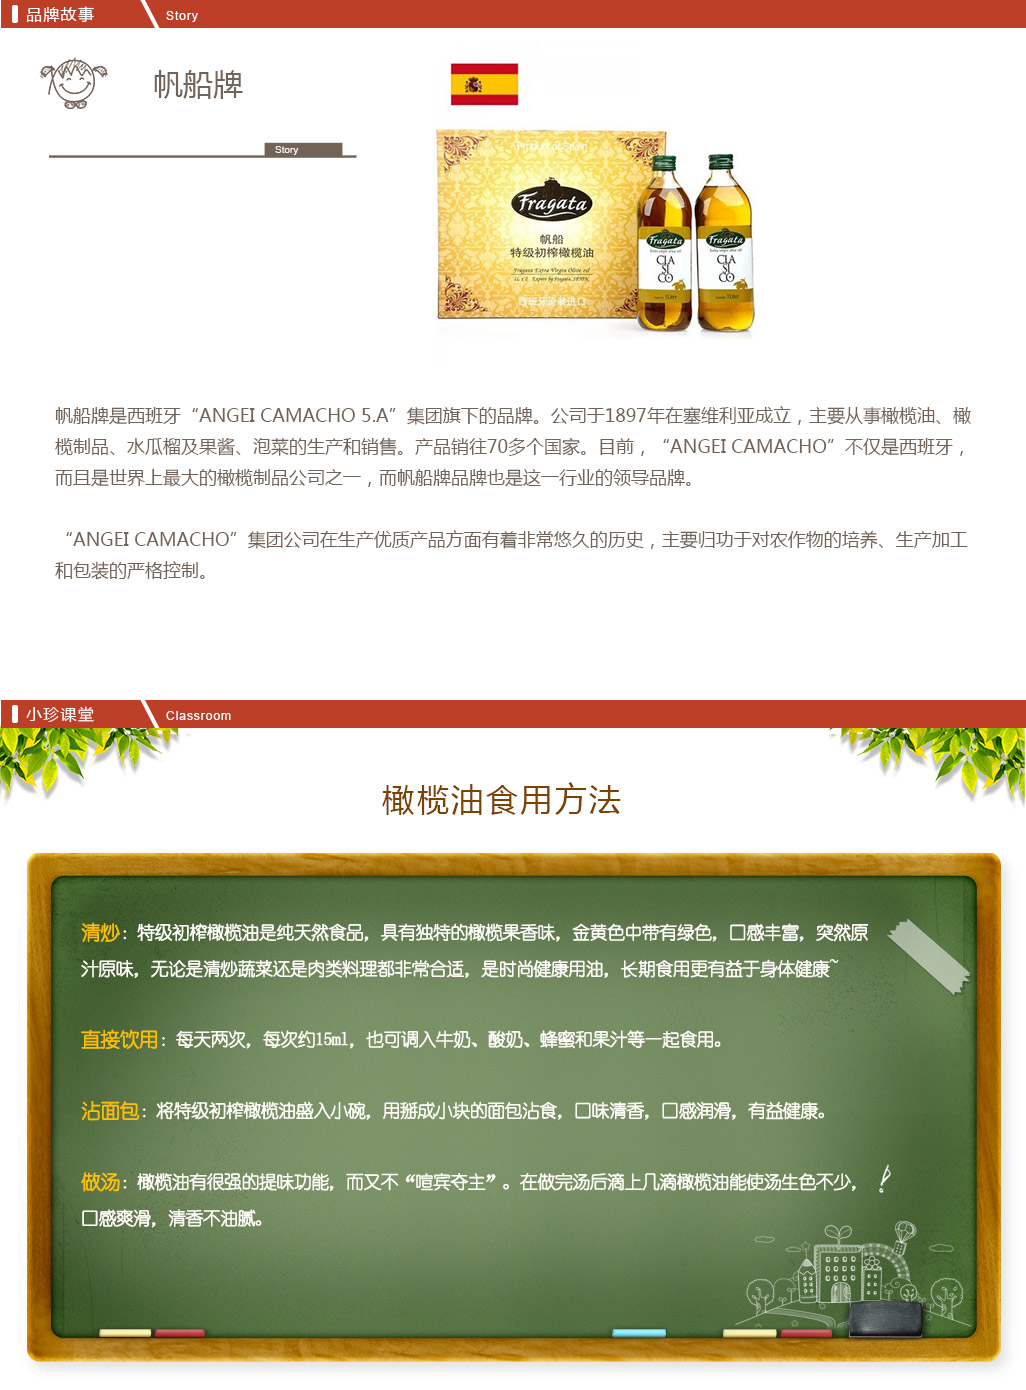 品牌故事 Story
帆船牌
Story
Product of Spain
Fragata
帆船
特级初榨橄榄油
Fragata Extra Virgin Olive oil
1L x 2 Export by Fragata, SPAIN
西班牙原装进口
Fragata
Extra virgin olive oil
CLA
SI
CO
1Liter
Fragata
Extra virgin olive oil
CLA
SI
CO
1Liter
帆船牌是西班牙“ANGEI CAMACHO 5.A”集团旗下的品牌。公司于1897年在塞维利亚成立，主要从事橄榄油、橄
榄制品、水瓜榴及果酱、泡菜的生产和销售。产品销往70多个国家。目前，“ANGEI CAMACHO”不仅是西班牙，
而且是世界上最大的橄榄制品公司之一，而帆船牌品牌也是这一行业的领导品牌。
“ANGEI CAMACHO”集团公司在生产优质产品方面有着非常悠久的历史，主要归功于对农作物的培养、生产加工
和包装的严格控制。
小珍课堂 Classroom
橄榄油食用方法
清炒：特级初榨橄榄油是纯天然食品，具有独特的橄榄果香味，金黄色中带有绿色，口感丰富，突然原
汁原味，无论是清炒蔬菜还是肉类料理都非常合适，是时尚健康用油，长期食用更有益于身体健康~
直接饮用：每天两次，每次约15ml，也可调入牛奶、酸奶、蜂蜜和果汁等一起食用。
沾面包：将特级初榨橄榄油盛入小碗，用掰成小块的面包沾食，口味清香，口感润滑，有益健康。
做汤：橄榄油有很强的提味功能，而又不“喧宾夺主”。在做完汤后滴上几滴橄榄油能使汤生色不少，
口感爽滑，清香不油腻。